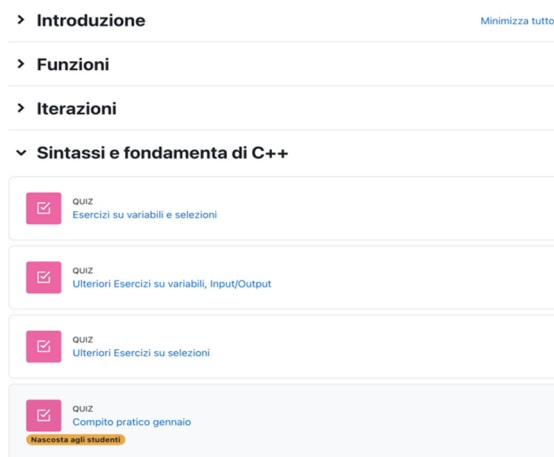 Introduzione
Minimizza tutto
Funzioni
Iterazioni
Sintassi e fondamenta di C++
QUIZ
Esercizi su variabili e selezioni
QUIZ
Ulteriori Esercizi su variabili, Input/Output
QUIZ
Ulteriori Esercizi su selezioni
QUIZ
Compito pratico gennaio
Nascosta agli studenti